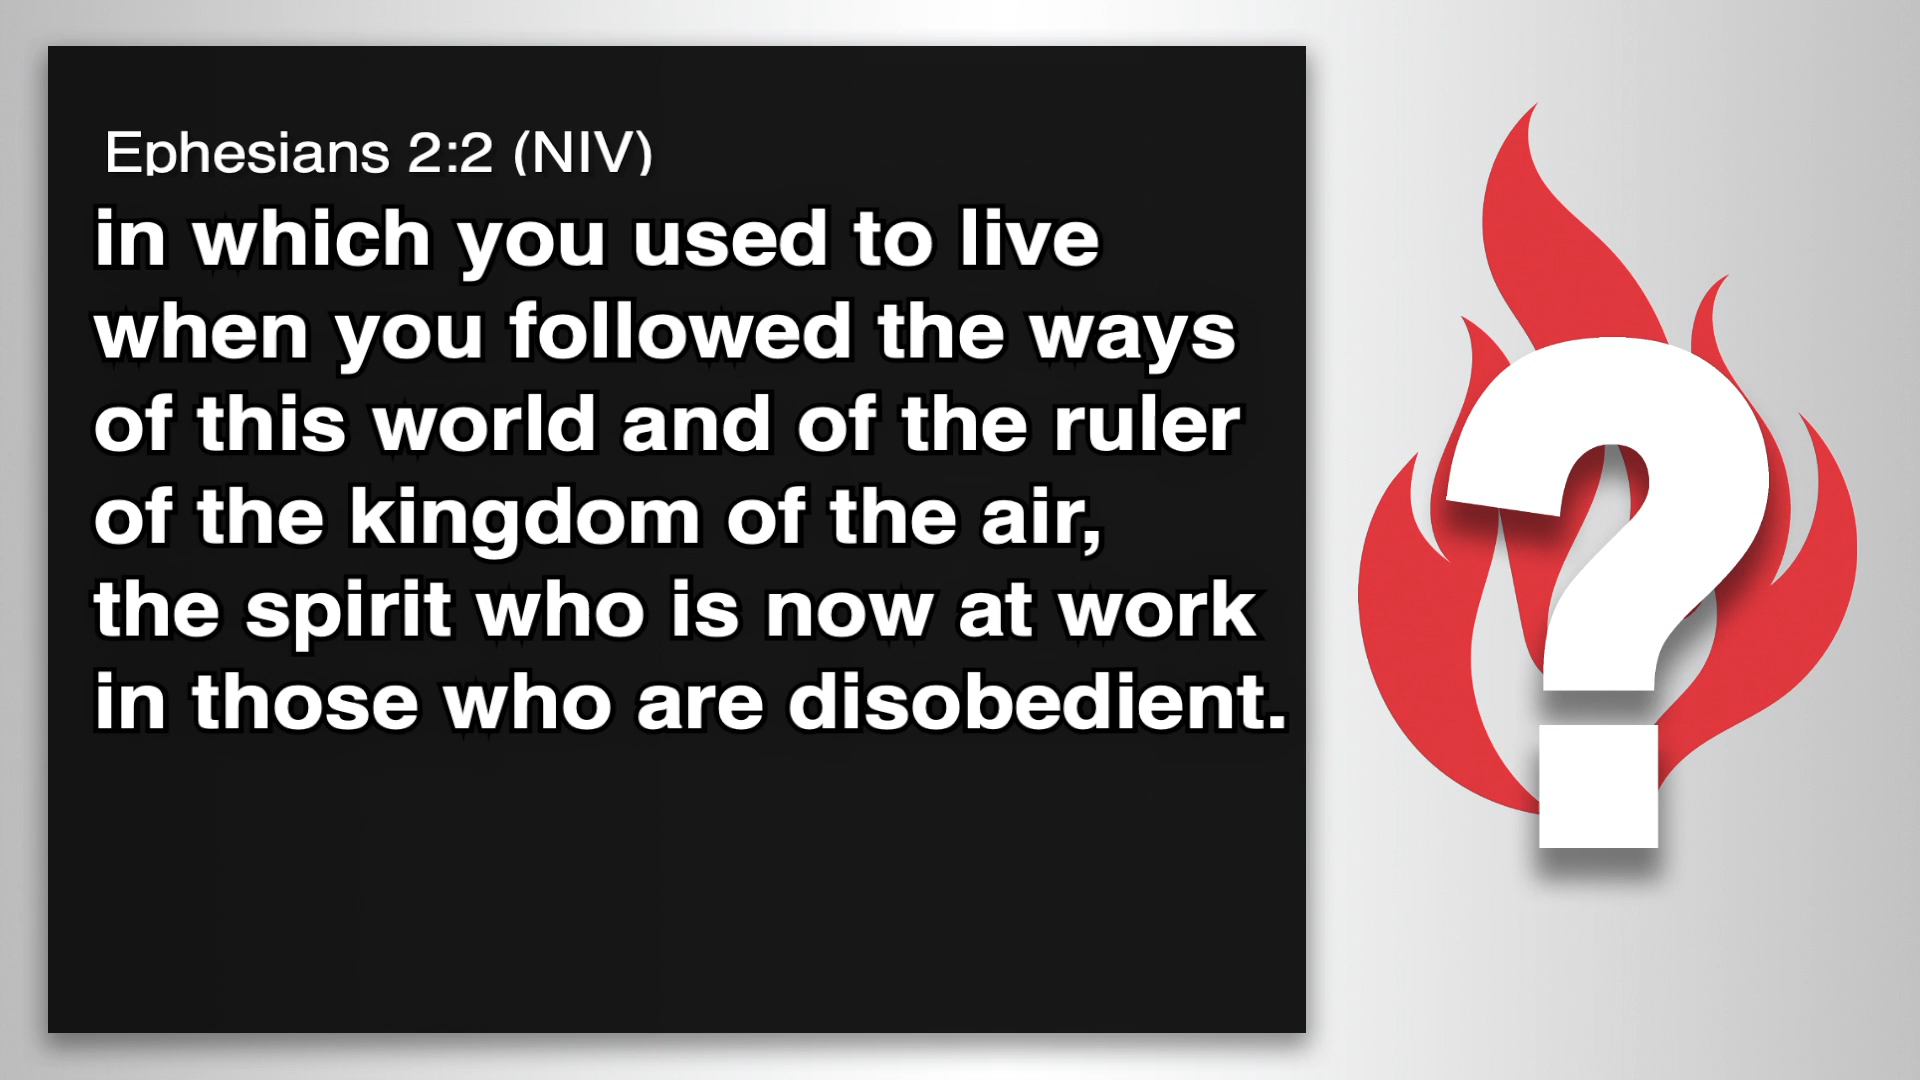 Ephesians 2:2 (NIV)
in which you used to live
when you followed the ways
of this world and of the ruler
of the kingdom of the air,
the spirit who is now at work
in those who are disobedient.
?